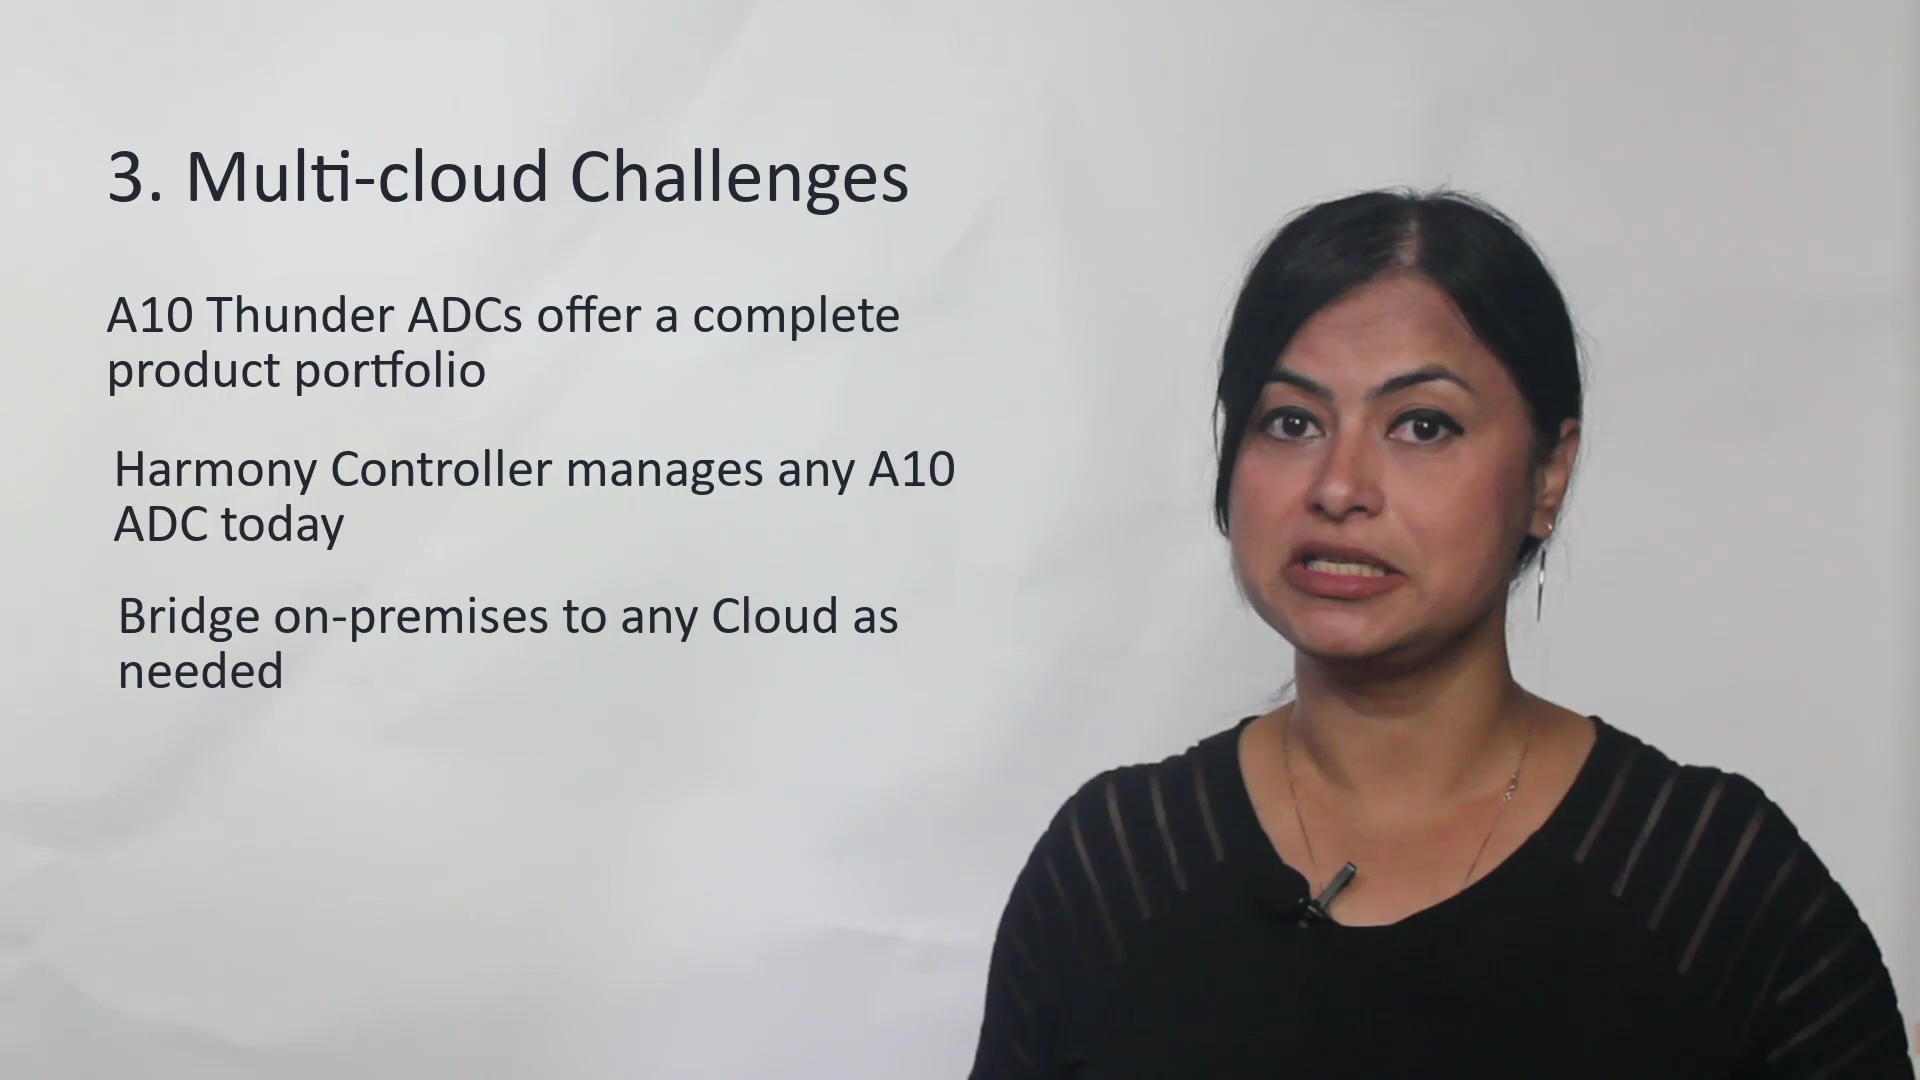 3. Multi-cloud Challenges
A10 Thunder ADCs offer a complete
product portfolio
Harmony Controller manages any A10
ADC today
Bridge on-premises to any Cloud as
needed